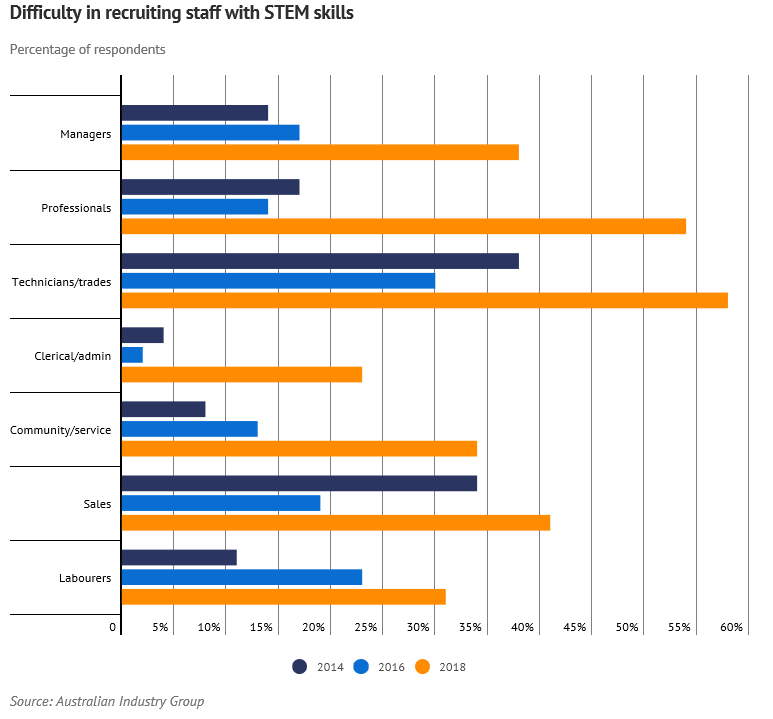 Difficulty in recruiting staff with STEM skills
Percentage of respondents
Managers
Professionals
Technicians/trades
Clerical/admin
Community/service
Sales
Labourers
0 5% 10% 15% 20% 25% 30% 35% 40% 45% 50% 55% 60%
2014 2016 2018
Source: Australian Industry Group